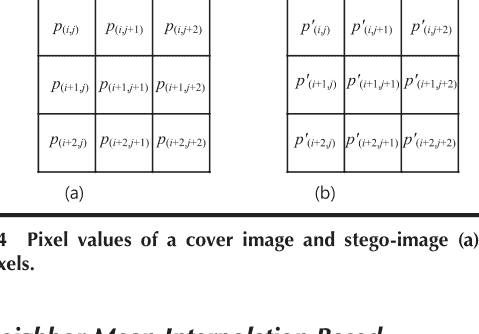 p(i,j) p(i,j+1) p(i,j+2) p′(i,j) p′(i,j+1) p′(i,j+2)
p(i+1,j) p(i+1,j+1) p(i+1,j+2) p′(i+1,j) p′(i+1,j+1) p′(i+1,j+2)
p(i+2,j) p(i+2,j+1) p(i+2,j+2) p′(i+2,j) p′(i+2,j+1) p′(i+2,j+2)
(a) (b)
4 Pixel values of a cover image and stego-image (a)
xels.
eighbor Mean Interpolation Based